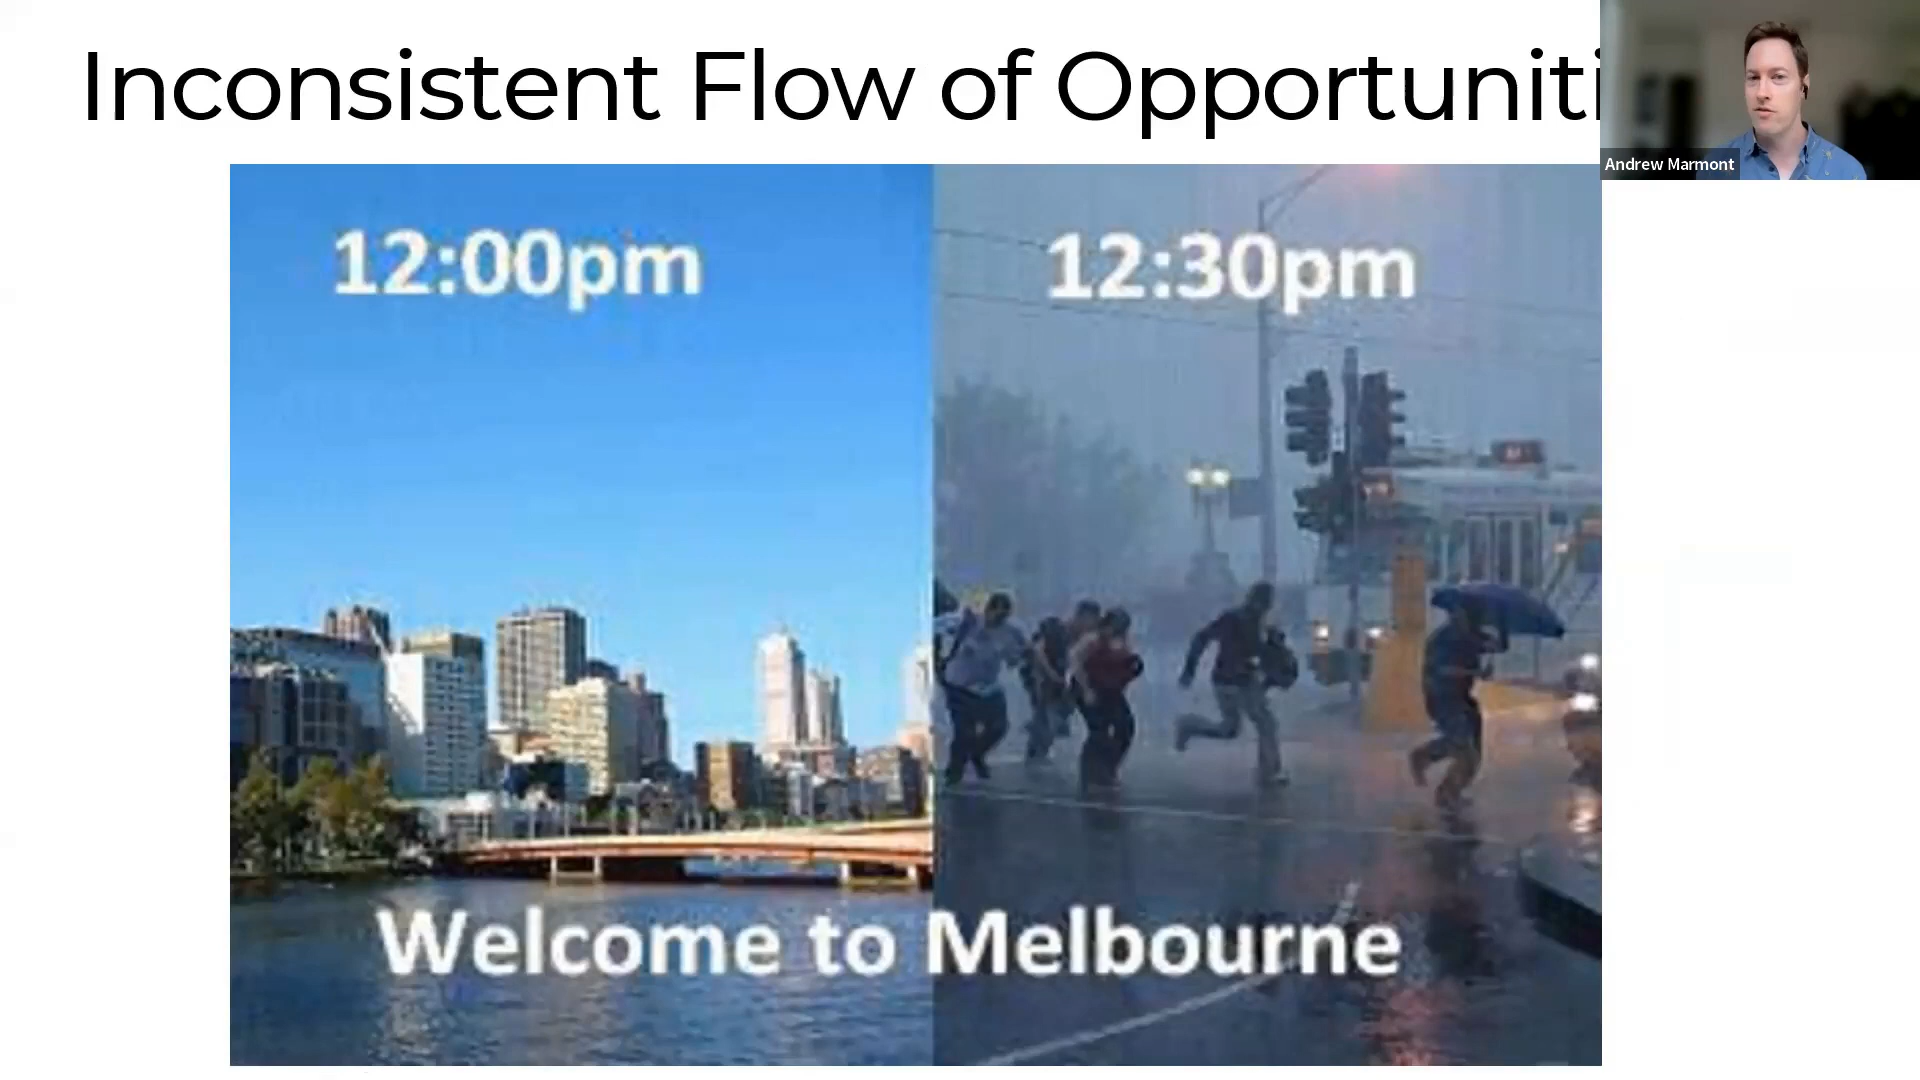 Inconsistent Flow of Opportuniti
Andrew Marmont
12:00pm
12:30pm
Welcome to Melbourne